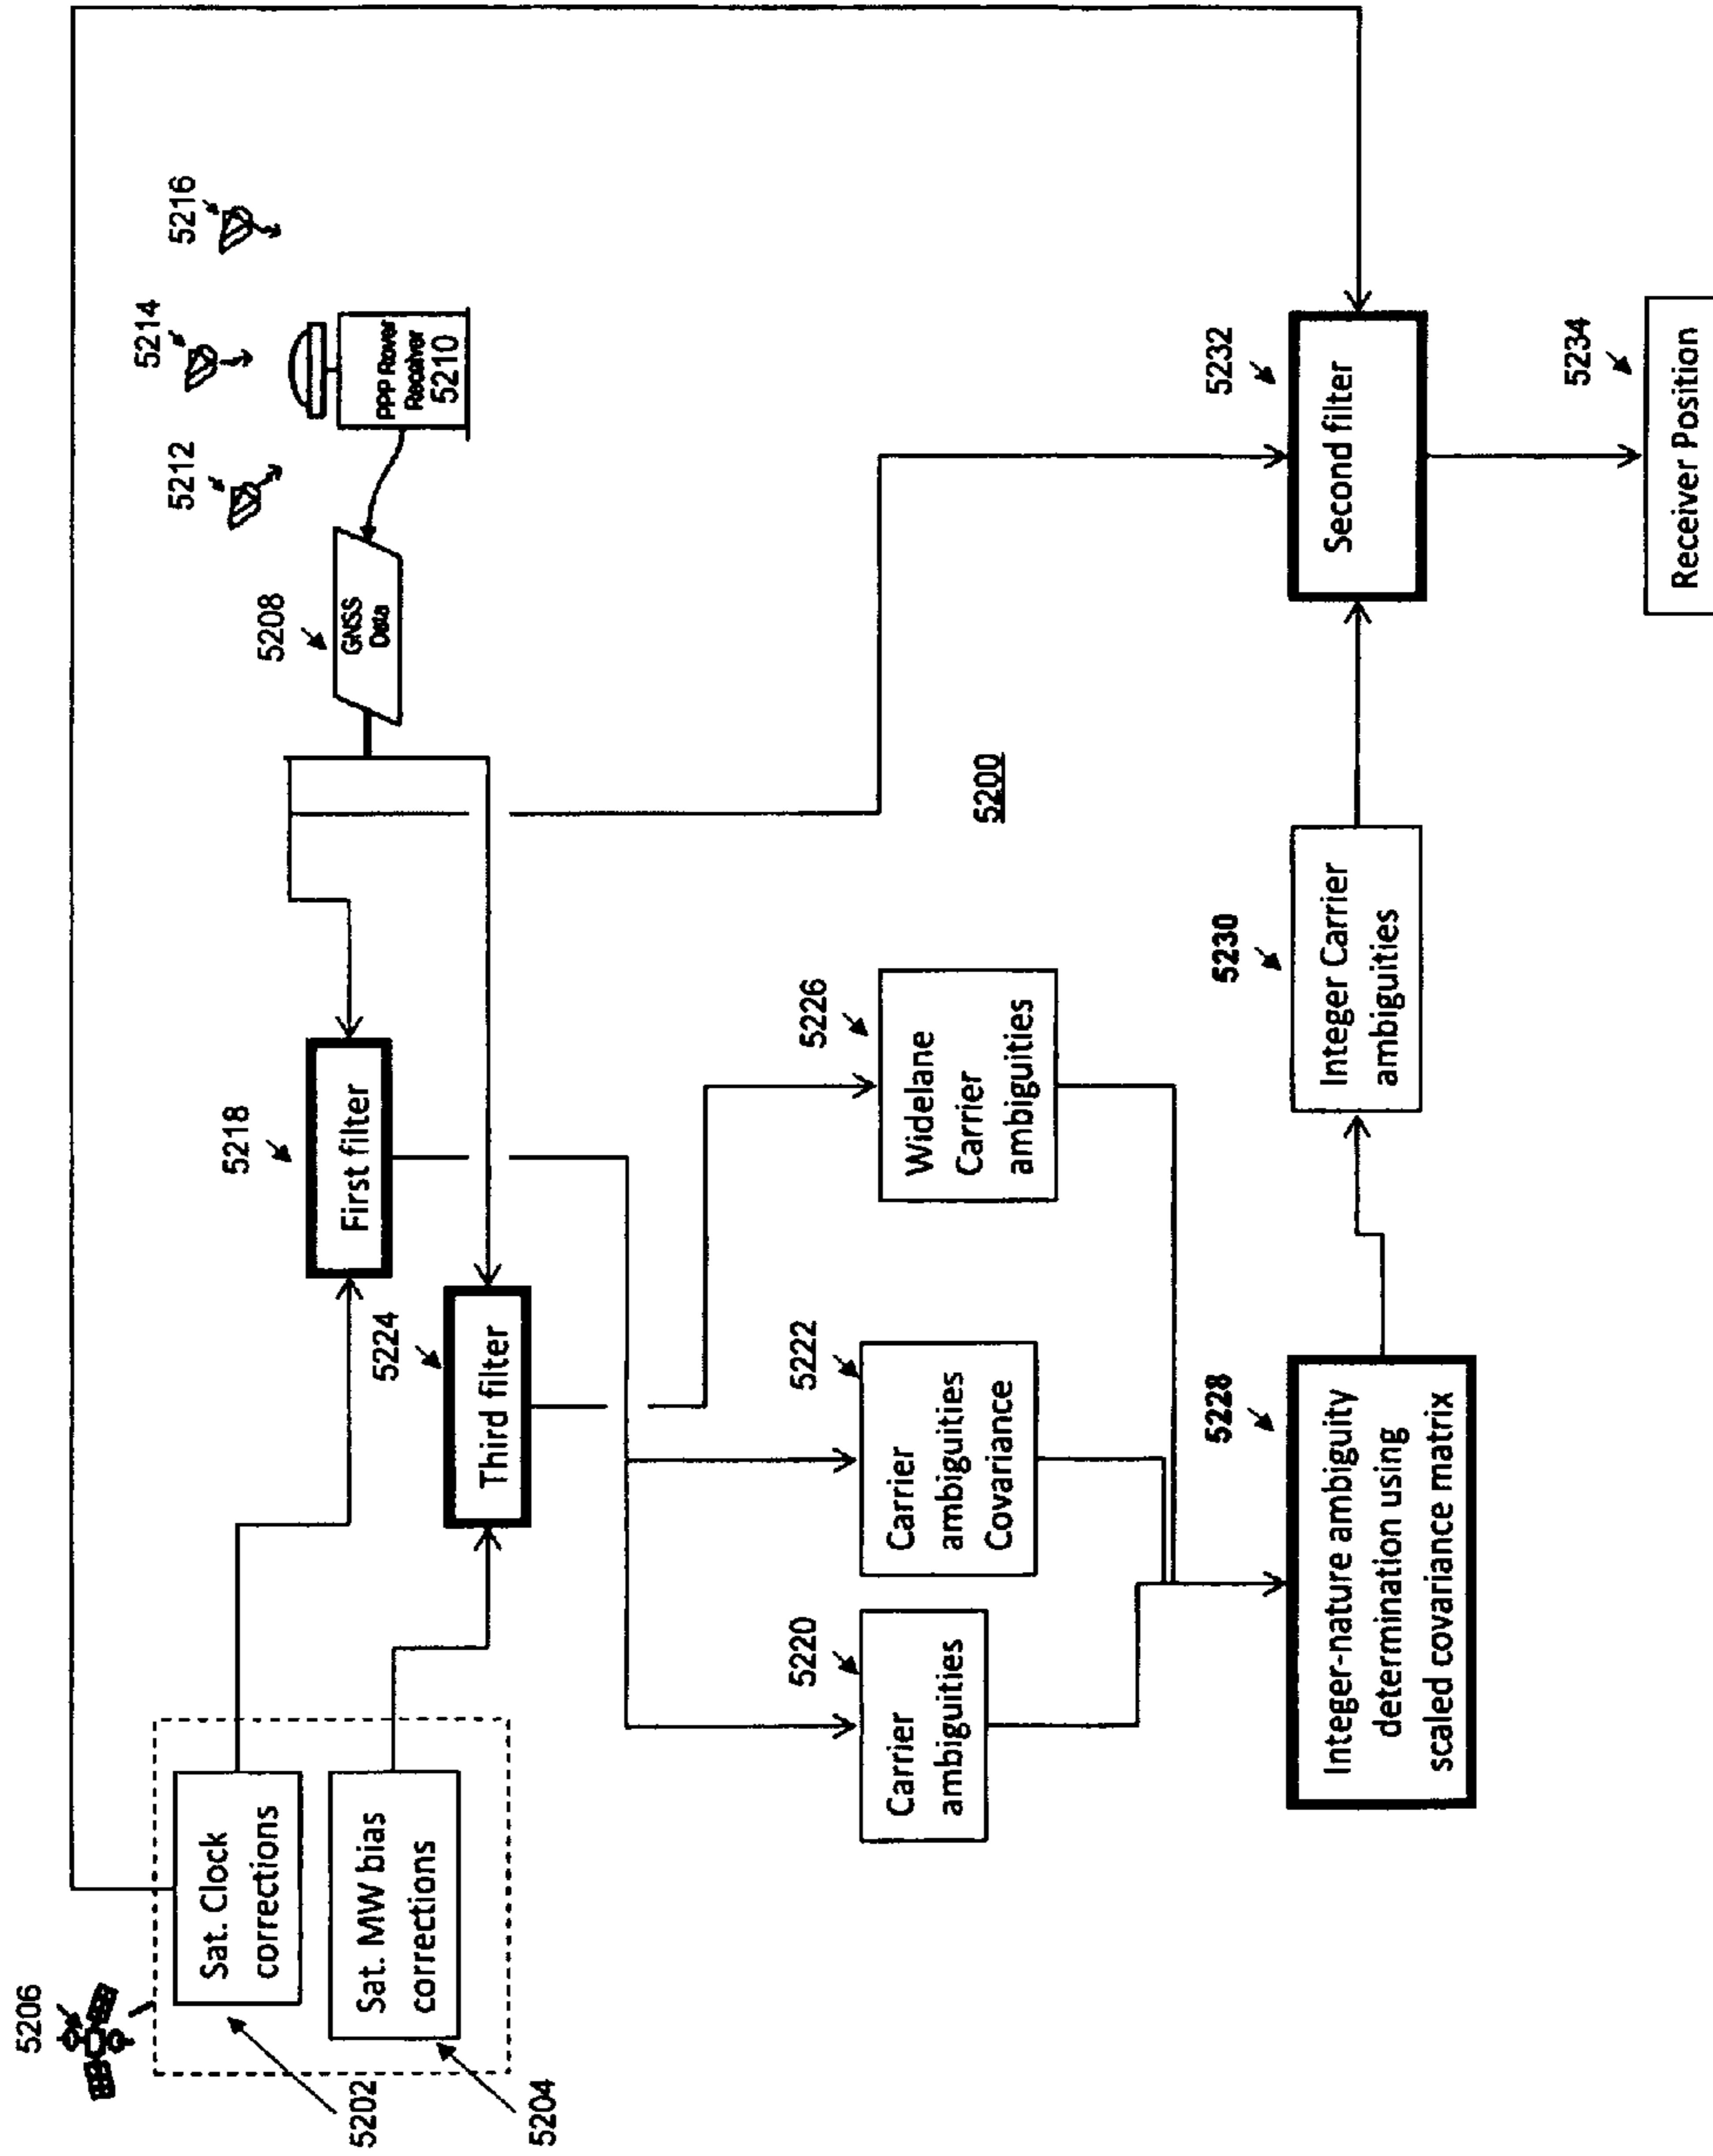 5206
5202
5204
Sat. Clock
corrections
Sat. MW bias
corrections
5212
5214
5216
PPP Rover
Receiver
5210
5208
GNSS
Data
5218
First filter
5224
Third filter
5200
5220
Carrier
ambiguities
5222
Carrier
ambiguities
Covariance
5226
Widelane
Carrier
ambiguities
5228
Integer-nature ambiguity
determination using
scaled covariance matrix
5230
Integer Carrier
ambiguities
5232
Second filter
5234
Receiver Position